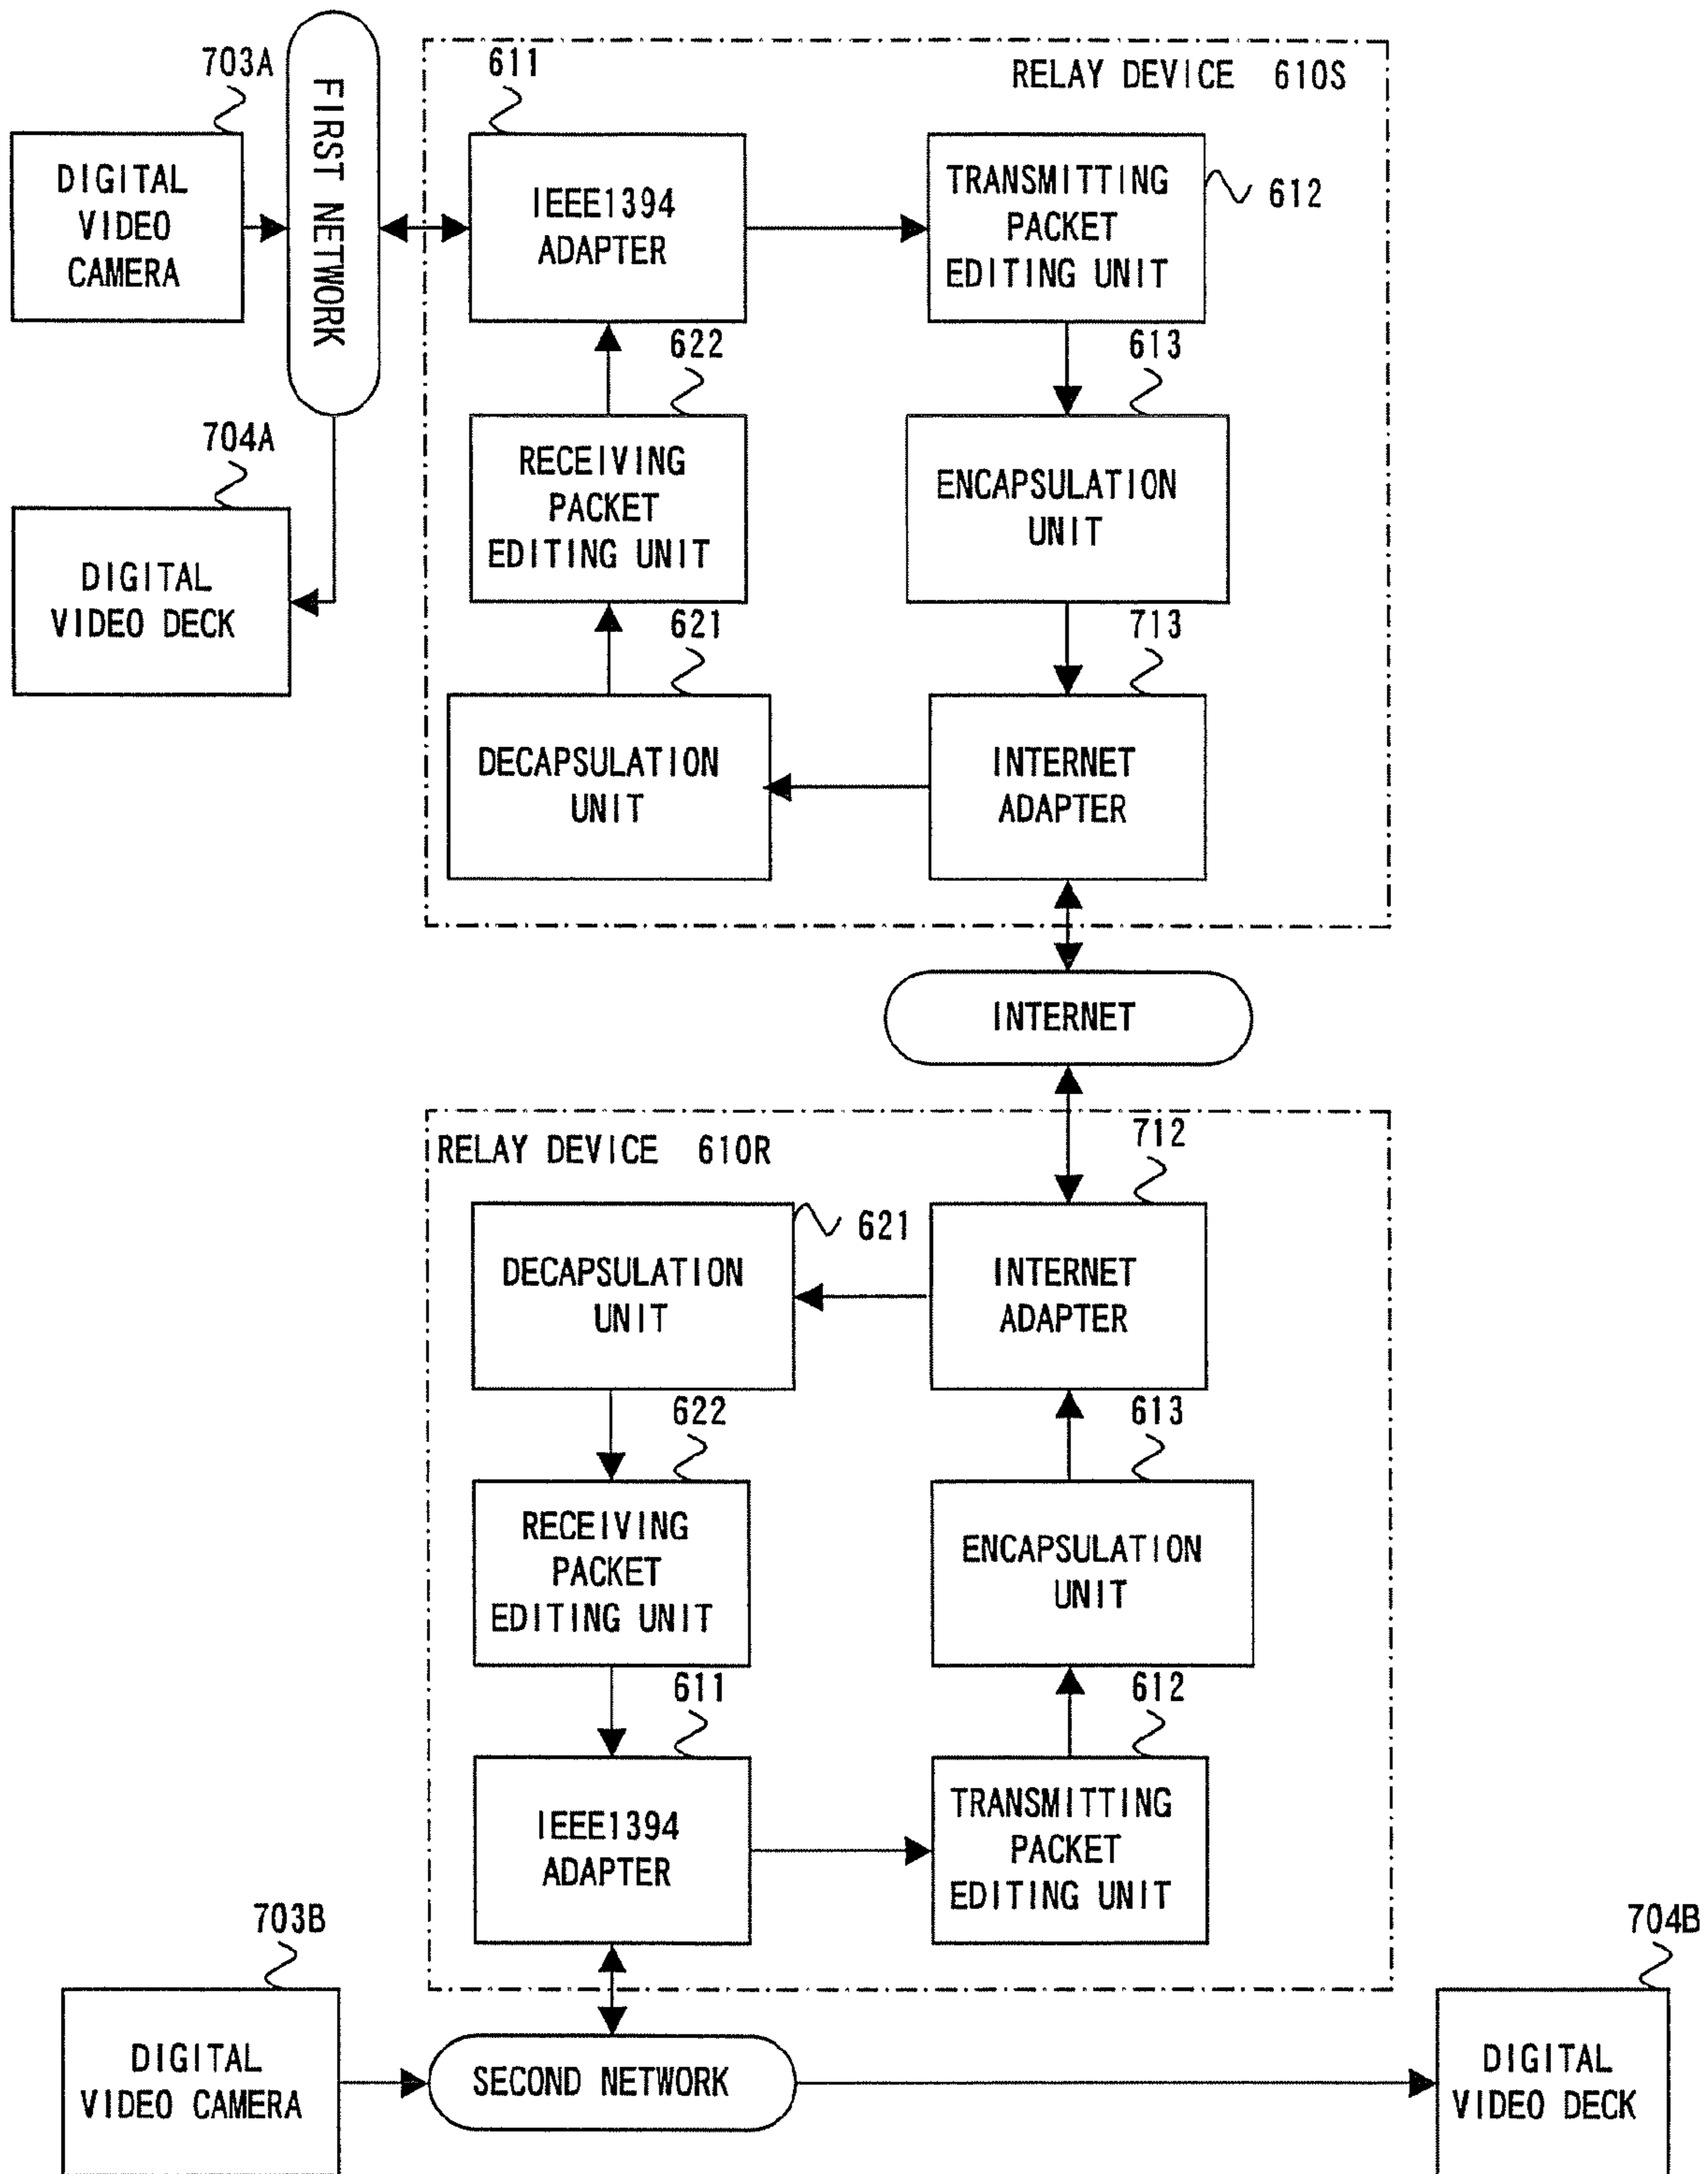 703A
FIRST NETWORK
611
RELAY DEVICE 610S
DIGITAL
VIDEO
CAMERA
IEEE1394
ADAPTER
TRANSMITTING
PACKET
EDITING UNIT
612
622
613
704A
RECEIVING
PACKET
EDITING UNIT
ENCAPSULATION
UNIT
DIGITAL
VIDEO DECK
621
713
DECAPSULATION
UNIT
INTERNET
ADAPTER
INTERNET
RELAY DEVICE 610R
712
DECAPSULATION
UNIT
621
INTERNET
ADAPTER
622
613
RECEIVING
PACKET
EDITING UNIT
ENCAPSULATION
UNIT
611
612
IEEE1394
ADAPTER
TRANSMITTING
PACKET
EDITING UNIT
703B
704B
DIGITAL
VIDEO CAMERA
SECOND NETWORK
DIGITAL
VIDEO DECK